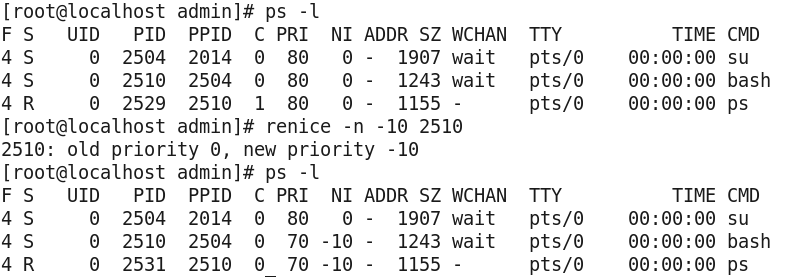 [root@localhost admin]# ps -l
F S   UID   PID  PPID  C PRI  NI ADDR SZ WCHAN  TTY          TIME CMD
4 S     0  2504  2014  0  80   0 -  1907 wait   pts/0    00:00:00 su
4 S     0  2510  2504  0  80   0 -  1243 wait   pts/0    00:00:00 bash
4 R     0  2529  2510  1  80   0 -  1155 -      pts/0    00:00:00 ps
[root@localhost admin]# renice -n -10 2510
2510: old priority 0, new priority -10
[root@localhost admin]# ps -l
F S   UID   PID  PPID  C PRI  NI ADDR SZ WCHAN  TTY          TIME CMD
4 S     0  2504  2014  0  80   0 -  1907 wait   pts/0    00:00:00 su
4 S     0  2510  2504  0  70 -10 -  1243 wait   pts/0    00:00:00 bash
4 R     0  2531  2510  0  70 -10 -  1155 -      pts/0    00:00:00 ps